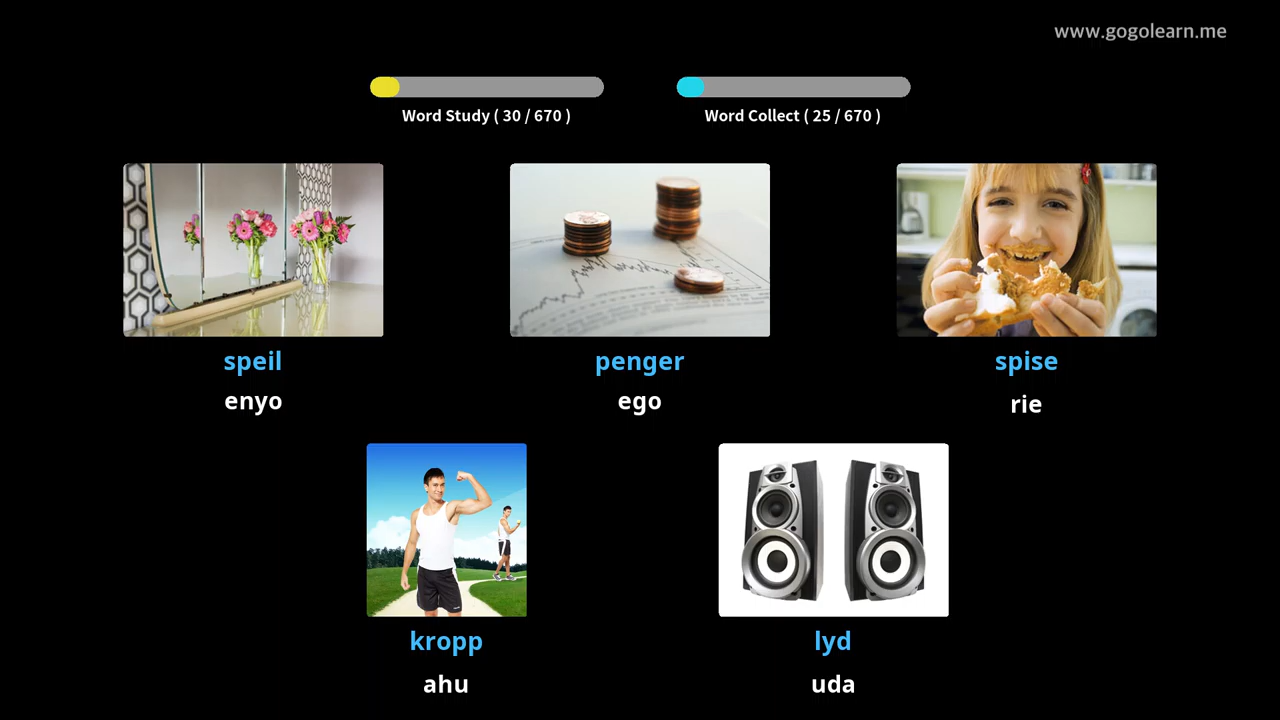 www.gogolearn.me
Word Study ( 30 / 670 )
Word Collect ( 25 / 670 )
speil
penger
spise
enyo
ego
rie
kropp
lyd
ahu
uda